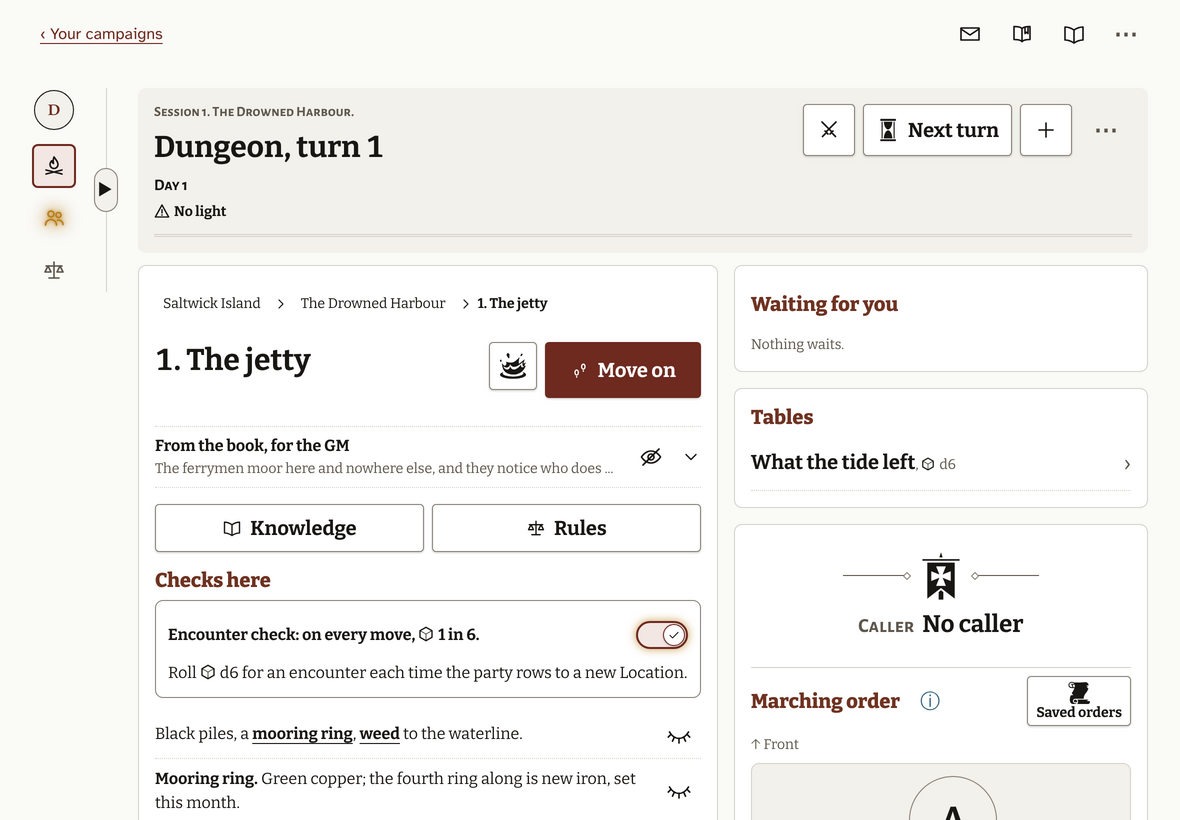 ‹ Your campaigns
D
Session 1. The Drowned Harbour.
Dungeon, turn 1
Day 1
No light
Next turn
Saltwick Island
The Drowned Harbour
1. The jetty
1. The jetty
Move on
From the book, for the GM
The ferrymen moor here and nowhere else, and they notice who does ...
Knowledge
Rules
Checks here
Encounter check: on every move, 1 in 6.
Roll d6 for an encounter each time the party rows to a new Location.
Black piles, a mooring ring, weed to the waterline.
Mooring ring. Green copper; the fourth ring along is new iron, set
this month.
Waiting for you
Nothing waits.
Tables
What the tide left, d6
Caller No caller
Marching order
Saved orders
↑ Front
A